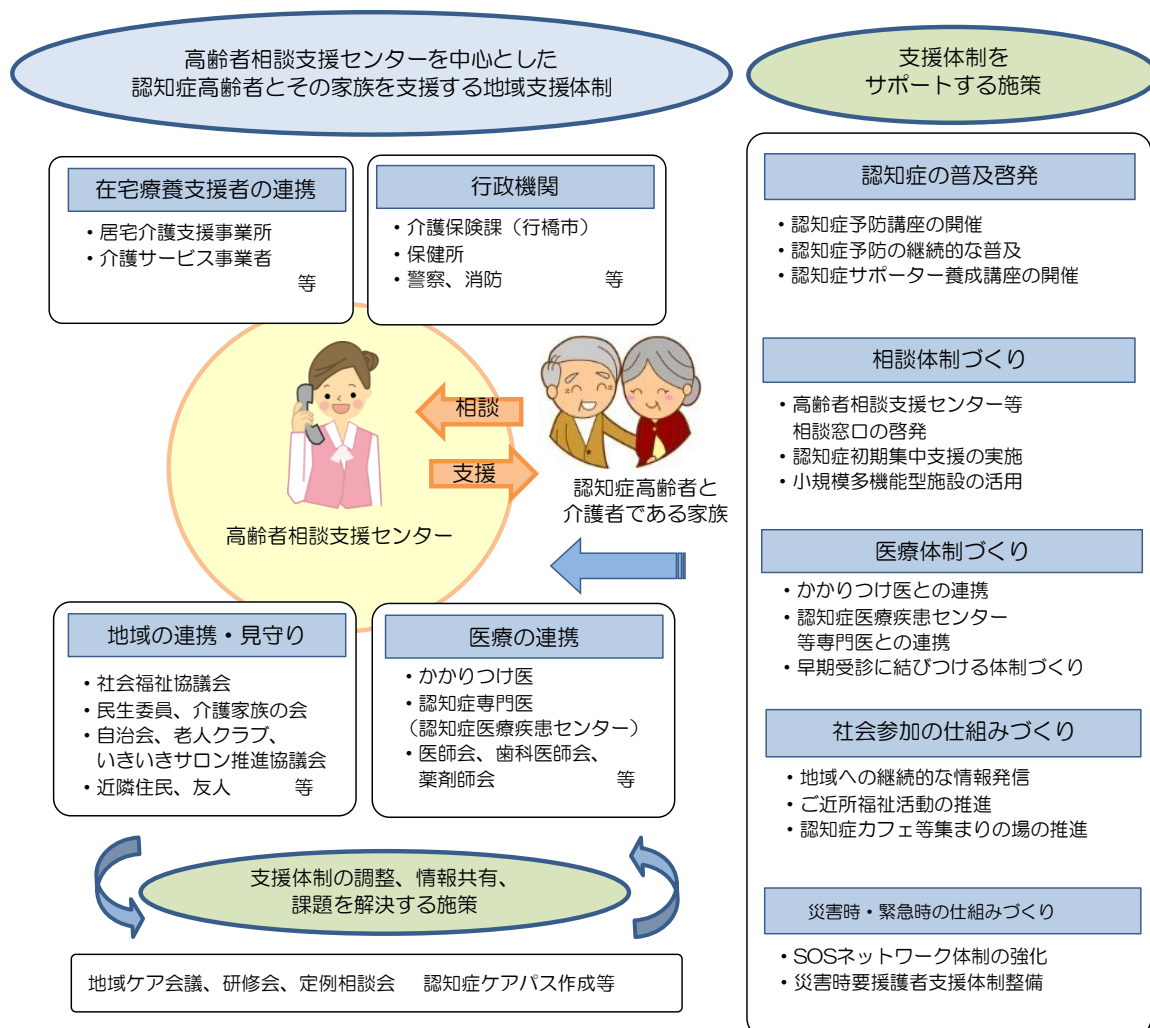 高齢者相談支援センターを中心とした
認知症高齢者とその家族を支援する地域支援体制
支援体制を
サポートする施策
在宅療養支援者の連携
・居宅介護支援事業所
・介護サービス事業者
等
行政機関
・介護保険課（行橋市）
・保健所
・警察、消防 等
相談
支援
高齢者相談支援センター
認知症高齢者と
介護者である家族
地域の連携・見守り
・社会福祉協議会
・民生委員、介護家族の会
・自治会、老人クラブ、
いきいきサロン推進協議会
・近隣住民、友人 等
医療の連携
・かかりつけ医
・認知症専門医
（認知症医療疾患センター）
・医師会、歯科医師会、
薬剤師会 等
支援体制の調整、情報共有、
課題を解決する施策
地域ケア会議、研修会、定例相談会 認知症ケアパス作成等
認知症の普及啓発
・認知症予防講座の開催
・認知症予防の継続的な普及
・認知症サポーター養成講座の開催
相談体制づくり
・高齢者相談支援センター等
相談窓口の啓発
・認知症初期集中支援の実施
・小規模多機能型施設の活用
医療体制づくり
・かかりつけ医との連携
・認知症医療疾患センター
等専門医との連携
・早期受診に結びつける体制づくり
社会参加の仕組みづくり
・地域への継続的な情報発信
・ご近所福祉活動の推進
・認知症カフェ等集まりの場の推進
災害時・緊急時の仕組みづくり
・SOSネットワーク体制の強化
・災害時要援護者支援体制整備